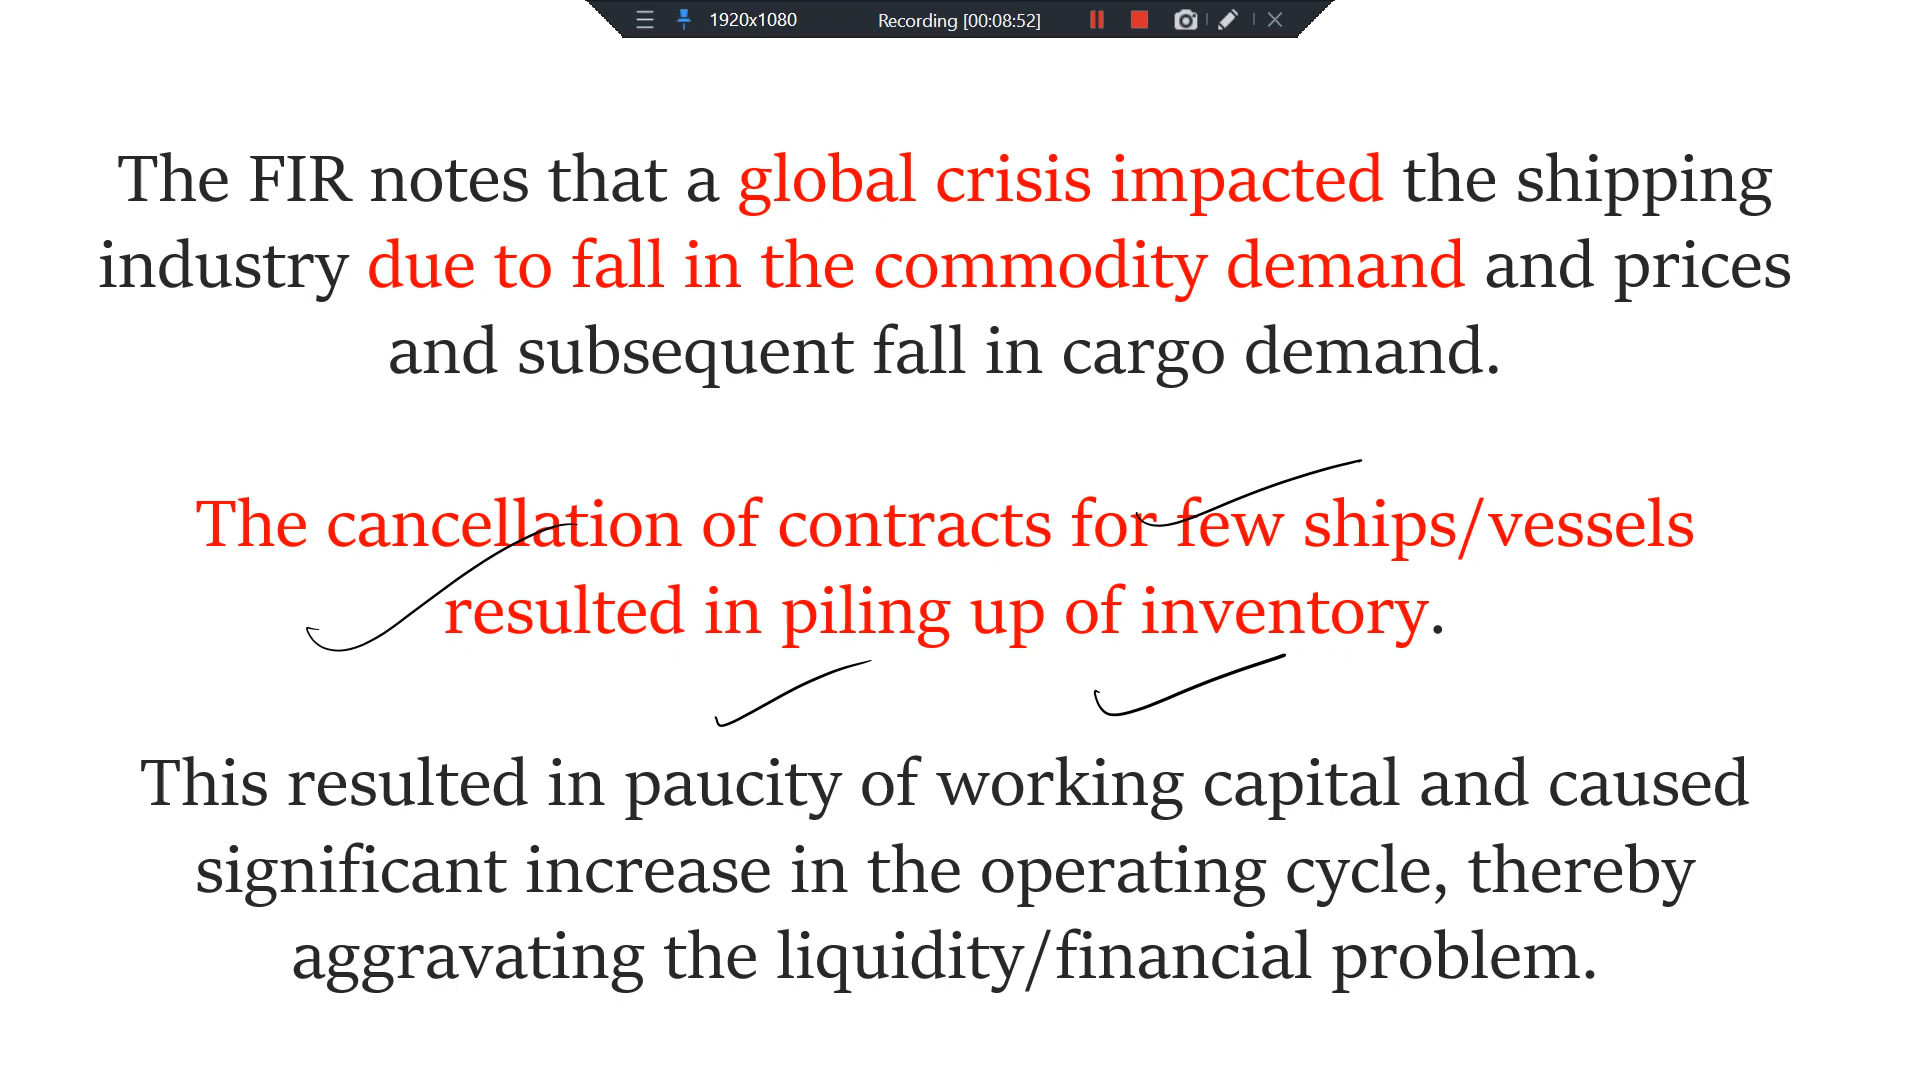 1920x1080 Recording [00:08:52]
The FIR notes that a global crisis impacted the shipping
industry due to fall in the commodity demand and prices
and subsequent fall in cargo demand.
The cancellation of contracts for few ships/vessels
resulted in piling up of inventory.
This resulted in paucity of working capital and caused
significant increase in the operating cycle, thereby
aggravating the liquidity/financial problem.